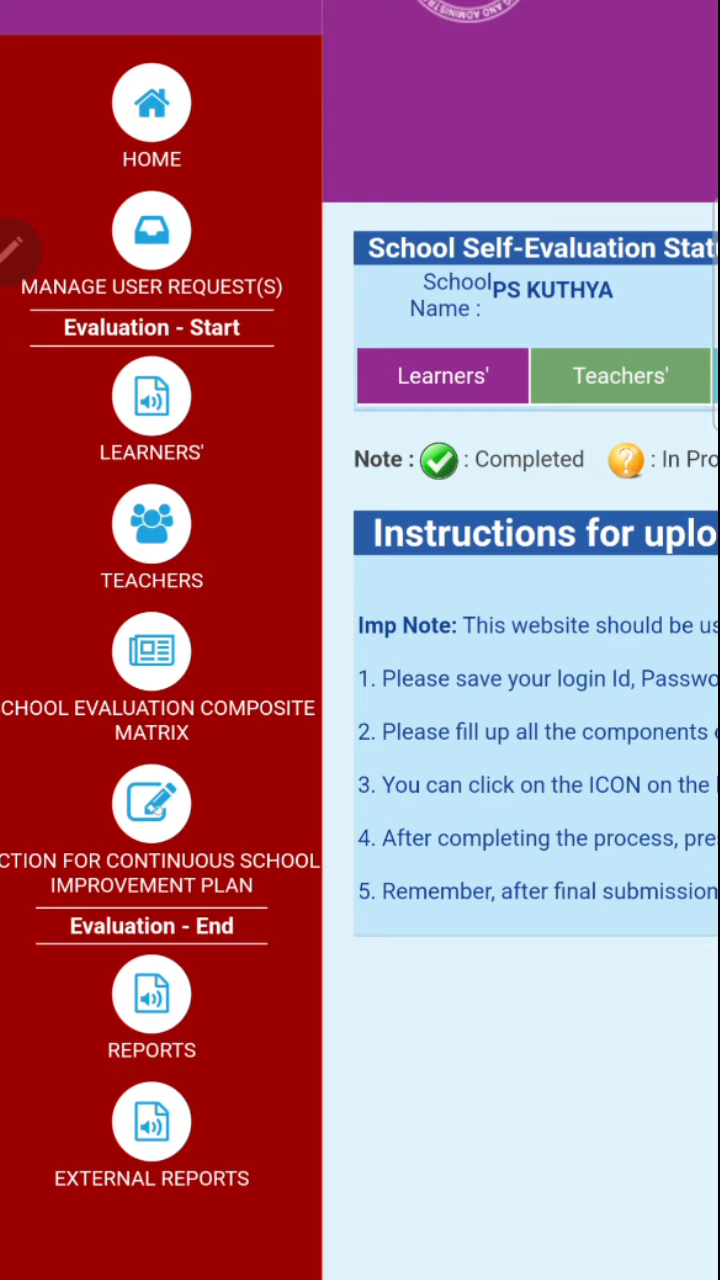 AND ADMINIST
HOME
MANAGE USER REQUEST(S)
Evaluation - Start
LEARNERS'
TEACHERS
CHOOL EVALUATION COMPOSITE
MATRIX
CTION FOR CONTINUOUS SCHOOL
IMPROVEMENT PLAN
Evaluation - End
REPORTS
EXTERNAL REPORTS
School Self-Evaluation Stat
School PS KUTHYA
Name :
Learners' Teachers'
Note : : Completed : In Pro
Instructions for uplo
Imp Note: This website should be us
1. Please save your login Id, Passwo
2. Please fill up all the components
3. You can click on the ICON on the
4. After completing the process, pre
5. Remember, after final submission